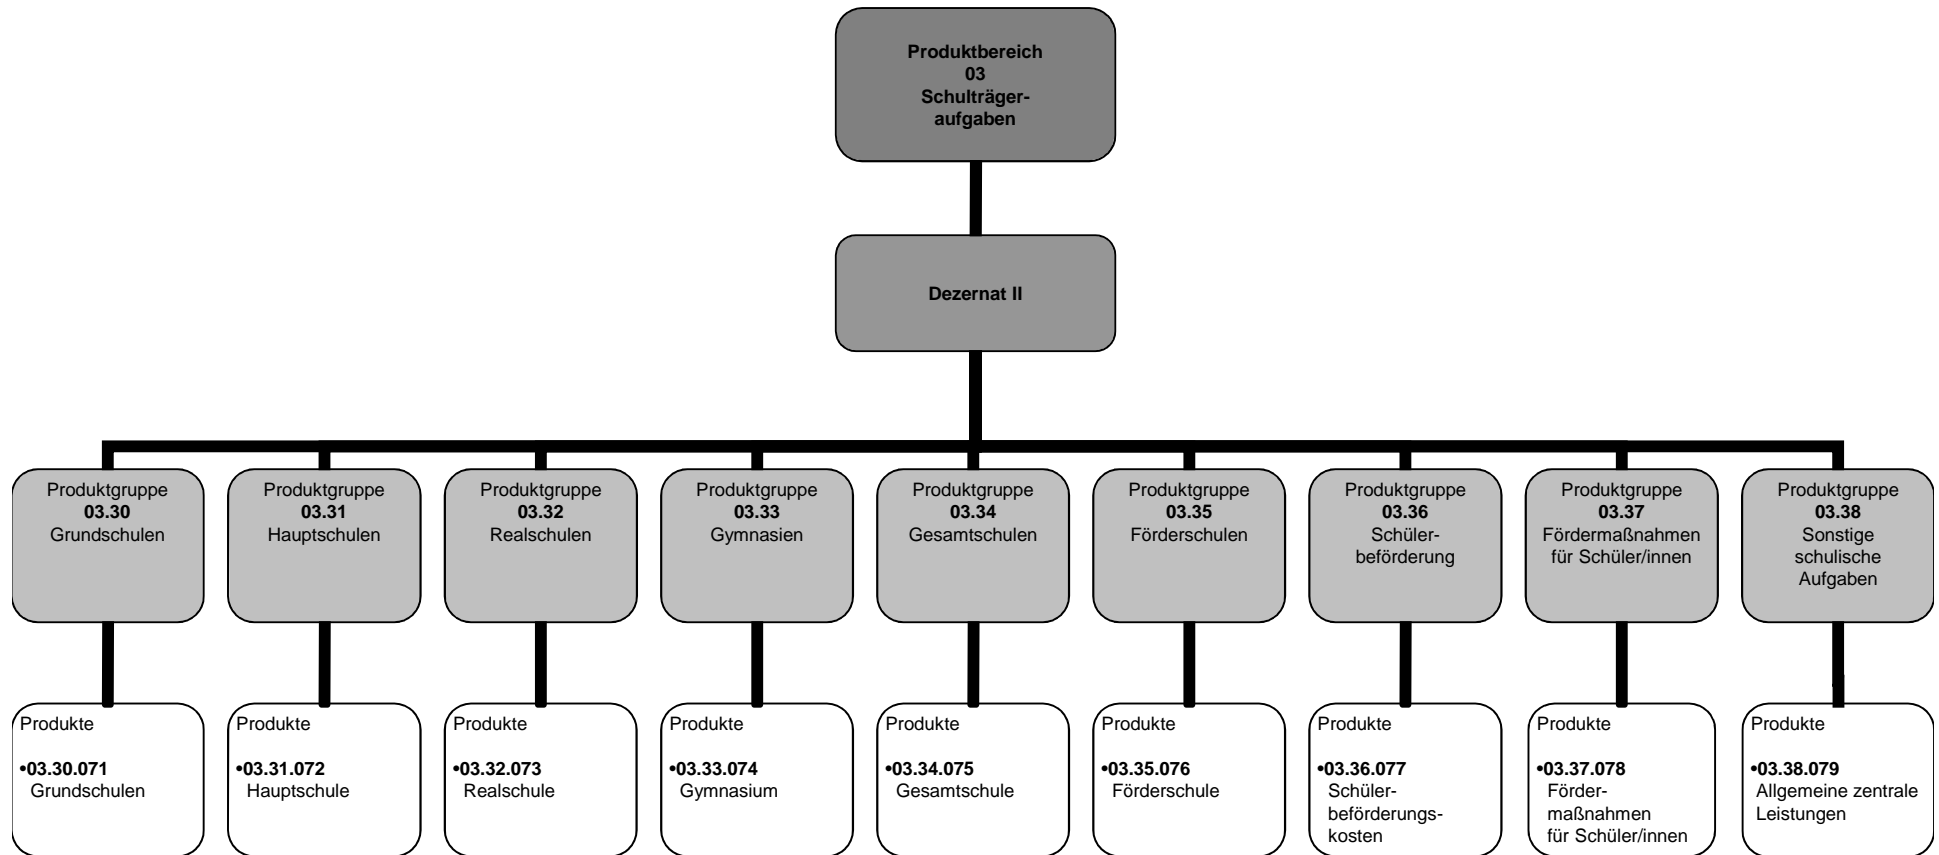 Produktbereich
03
Schulträger-
aufgaben
Dezernat II
Produktgruppe
03.30
Grundschulen
Produktgruppe
03.31
Hauptschulen
Produktgruppe
03.32
Realschulen
Produktgruppe
03.33
Gymnasien
Produktgruppe
03.34
Gesamtschulen
Produktgruppe
03.35
Förderschulen
Produktgruppe
03.36
Schüler-
beförderung
Produktgruppe
03.37
Fördermaßnahmen
für Schüler/innen
Produktgruppe
03.38
Sonstige
schulische
Aufgaben
Produkte
•03.30.071
Grundschulen
Produkte
•03.31.072
Hauptschule
Produkte
•03.32.073
Realschule
Produkte
•03.33.074
Gymnasium
Produkte
•03.34.075
Gesamtschule
Produkte
•03.35.076
Förderschule
Produkte
•03.36.077
Schüler-
beförderungs-
kosten
Produkte
•03.37.078
Förder-
maßnahmen
für Schüler/innen
Produkte
•03.38.079
Allgemeine zentrale
Leistungen